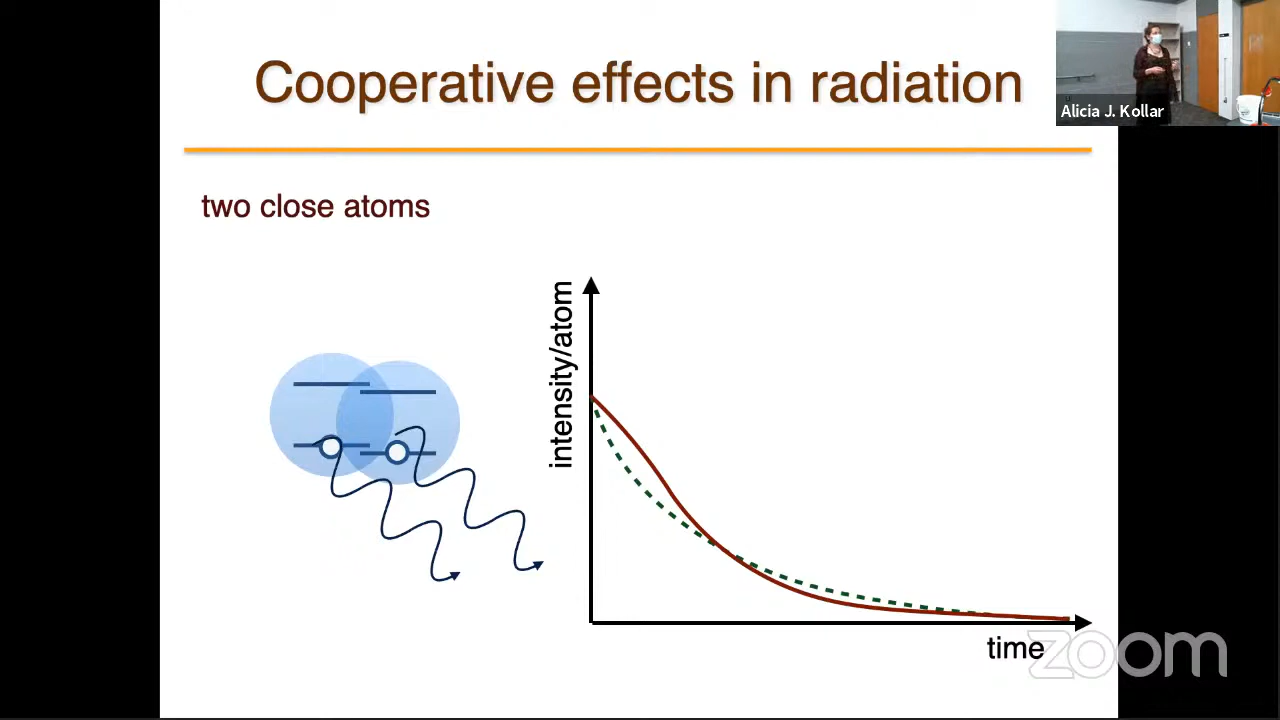 Cooperative effects in radiation
Alicia J. Kollar
two close atoms
intensity/atom
time
zoom